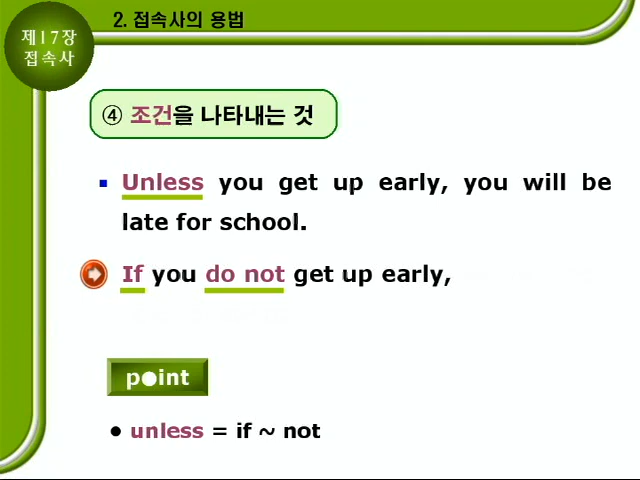 2. 접속사의 용법
제17장
접속사
④ 조건을 나타내는 것
▪ Unless you get up early, you will be
late for school.
If you do not get up early,
point
• unless = if ~ not